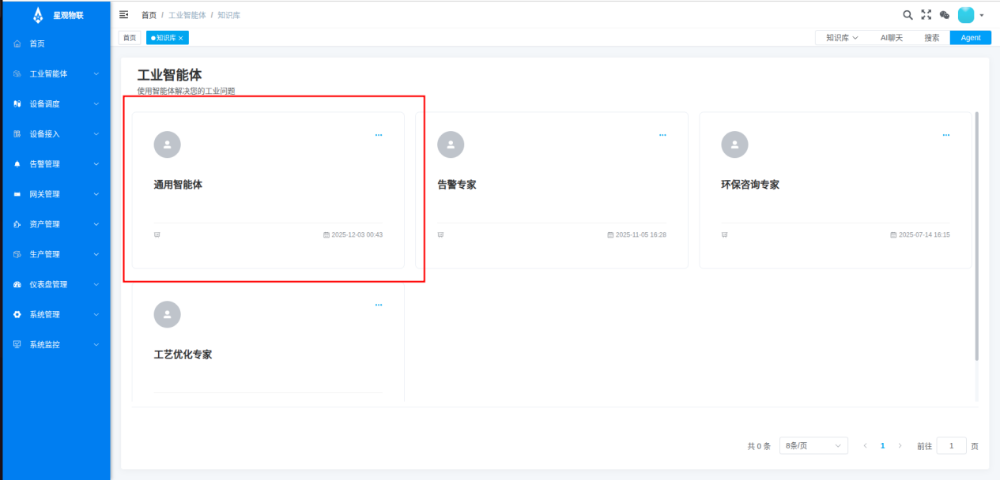 星观物联
首页 / 工业智能体 / 知识库
首页
知识库 ×
知识库
AI聊天
搜索
Agent
首页
工业智能体
设备调度
设备接入
告警管理
网关管理
资产管理
生产管理
仪表盘管理
系统管理
系统监控
工业智能体
使用智能体解决您的工业问题
通用智能体
2025-12-03 00:43
告警专家
2025-11-05 16:28
环保咨询专家
2025-07-14 16:15
工艺优化专家
共 0 条
8条/页
1
前往 1 页